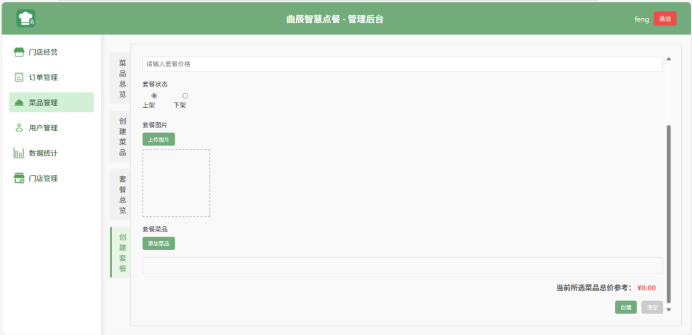 曲辰智慧点餐 · 管理后台
feng
退出
门店经营
订单管理
菜品管理
用户管理
数据统计
门店管理
菜品总览
创建菜品
套餐总览
创建套餐
请输入套餐价格
套餐状态
上架 下架
套餐图片
上传图片
套餐菜品
添加菜品
当前所选菜品总价参考： ¥0.00
创建 清空